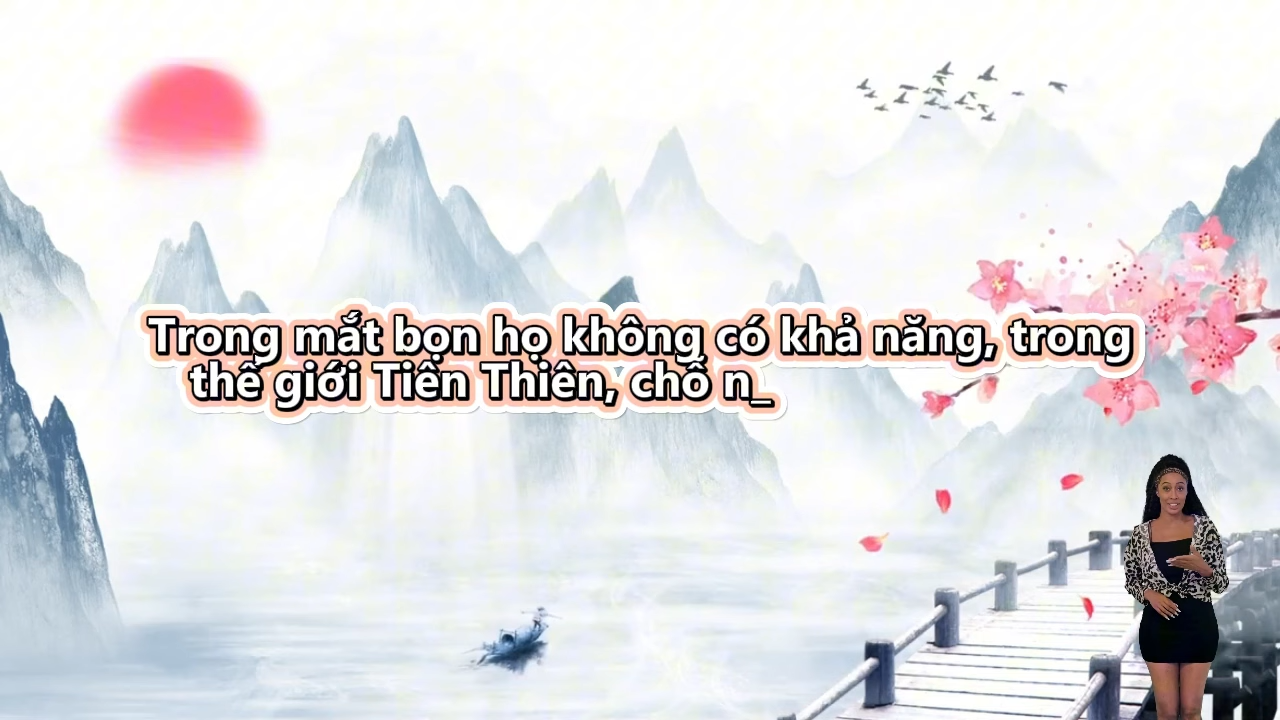 Trong mắt bọn họ không có khả năng, trong
thế giới Tiên Thiên, chỗ n_